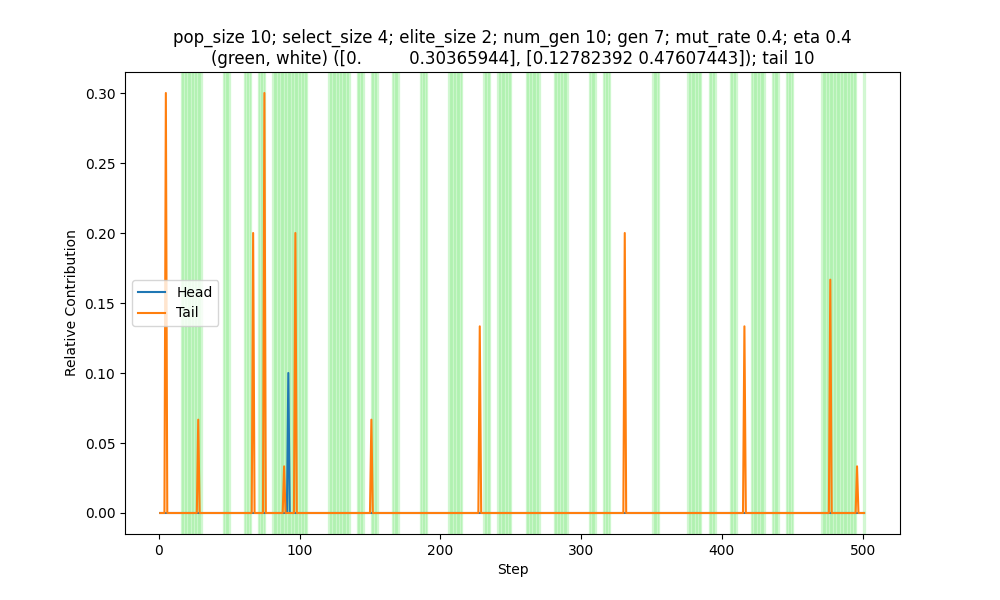 pop_size 10; select_size 4; elite_size 2; num_gen 10; gen 7; mut_rate 0.4; eta 0.4
(green, white) ([0.         0.30365944], [0.12782392 0.47607443]); tail 10
0.30
0.25
0.20
0.15
0.10
0.05
0.00
Relative Contribution
Head
Tail
0
100
200
300
400
500
Step